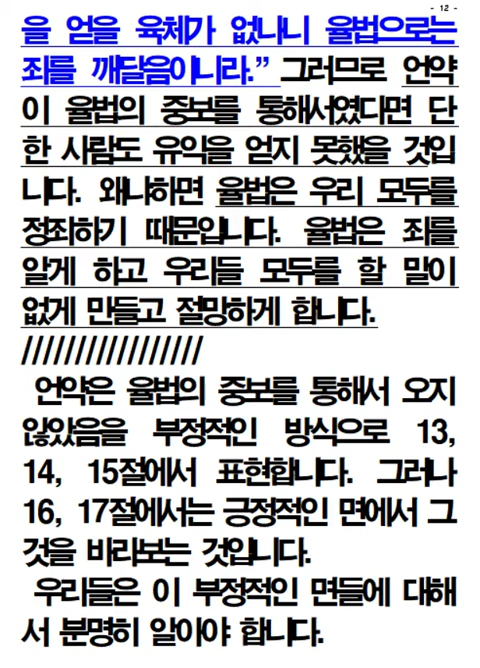 - 12 -
을 얻을 육체가 없나니 율법으로는
죄를 깨달음이니라.” 그러므로 언약
이 율법의 중보를 통해서였다면 단
한 사람도 유익을 얻지 못했을 것입
니다. 왜냐하면 율법은 우리 모두를
정죄하기 때문입니다. 율법은 죄를
알게 하고 우리들 모두를 할 말이
없게 만들고 절망하게 합니다.
/////////////////
언약은 율법의 중보를 통해서 오지
않았음을 부정적인 방식으로 13,
14, 15절에서 표현합니다. 그러나
16, 17절에서는 긍정적인 면에서 그
것을 바라보는 것입니다.
우리들은 이 부정적인 면들에 대해
서 분명히 알아야 합니다.